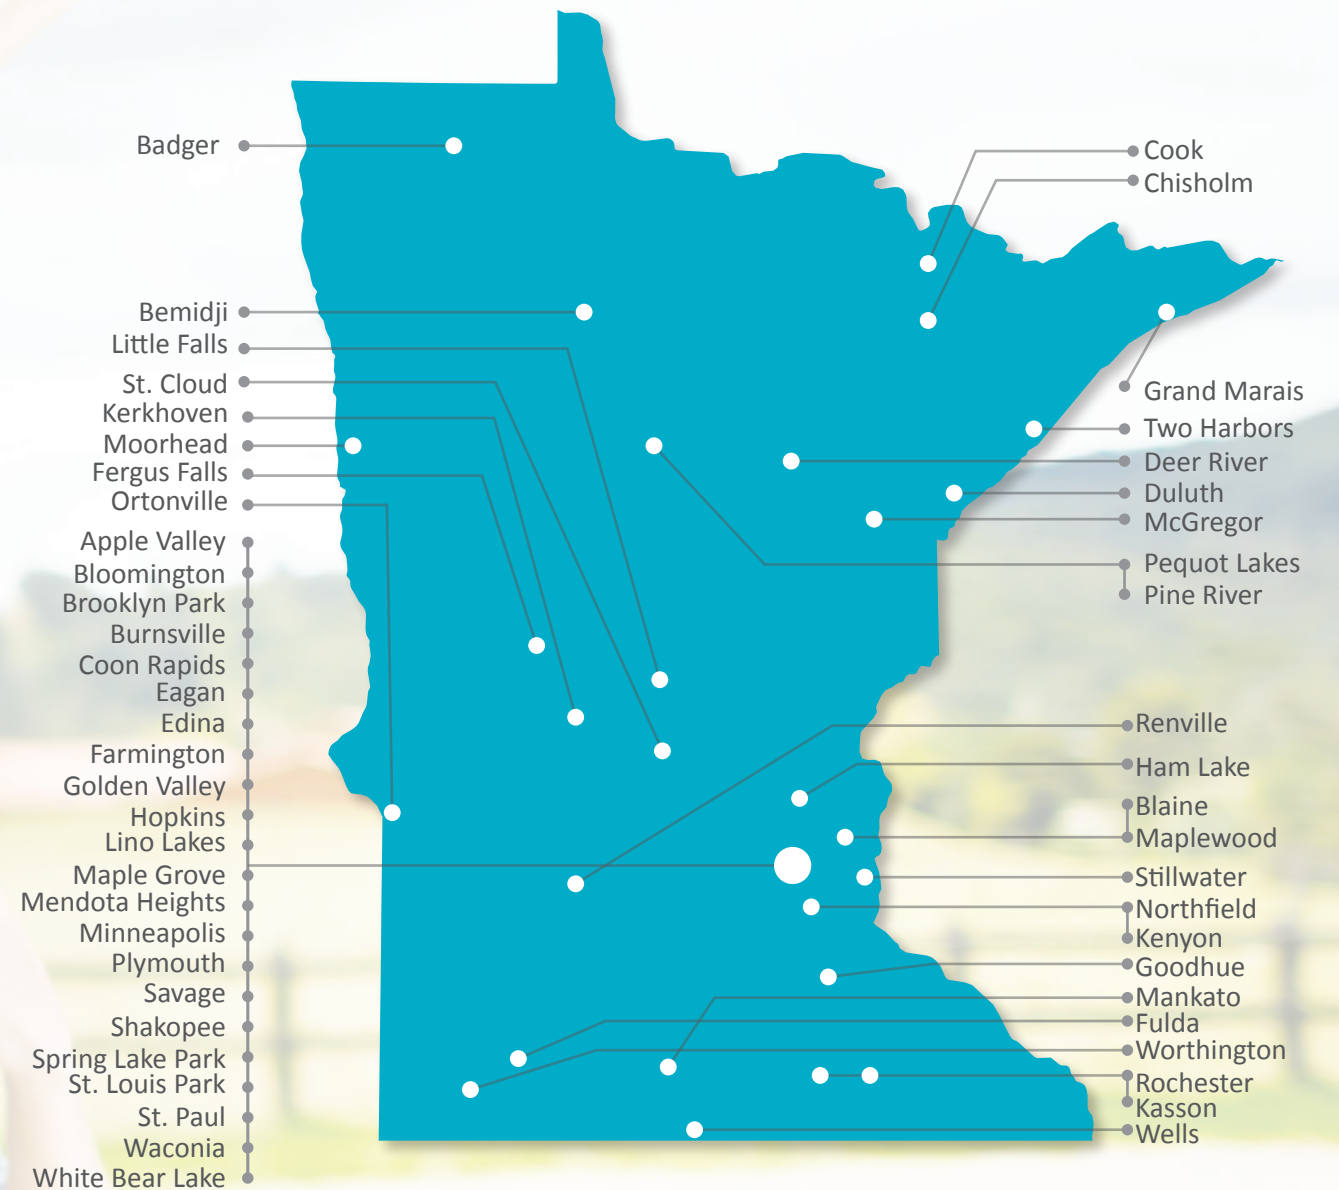 Badger
Bemidji
Little Falls
St. Cloud
Kerkhoven
Moorhead
Fergus Falls
Ortonville
Apple Valley
Bloomington
Brooklyn Park
Burnsville
Coon Rapids
Eagan
Edina
Farmington
Golden Valley
Hopkins
Lino Lakes
Maple Grove
Mendota Heights
Minneapolis
Plymouth
Savage
Shakopee
Spring Lake Park
St. Louis Park
St. Paul
Waconia
White Bear Lake
Cook
Chisholm
Grand Marais
Two Harbors
Deer River
Duluth
McGregor
Pequot Lakes
Pine River
Renville
Ham Lake
Blaine
Maplewood
Stillwater
Northfield
Kenyon
Goodhue
Mankato
Fulda
Worthington
Rochester
Kasson
Wells